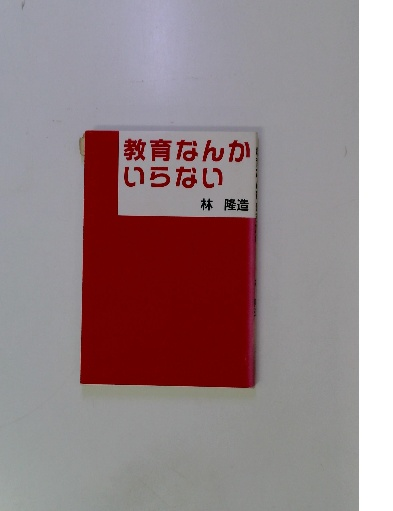 教育なんか
いらない
林 隆造